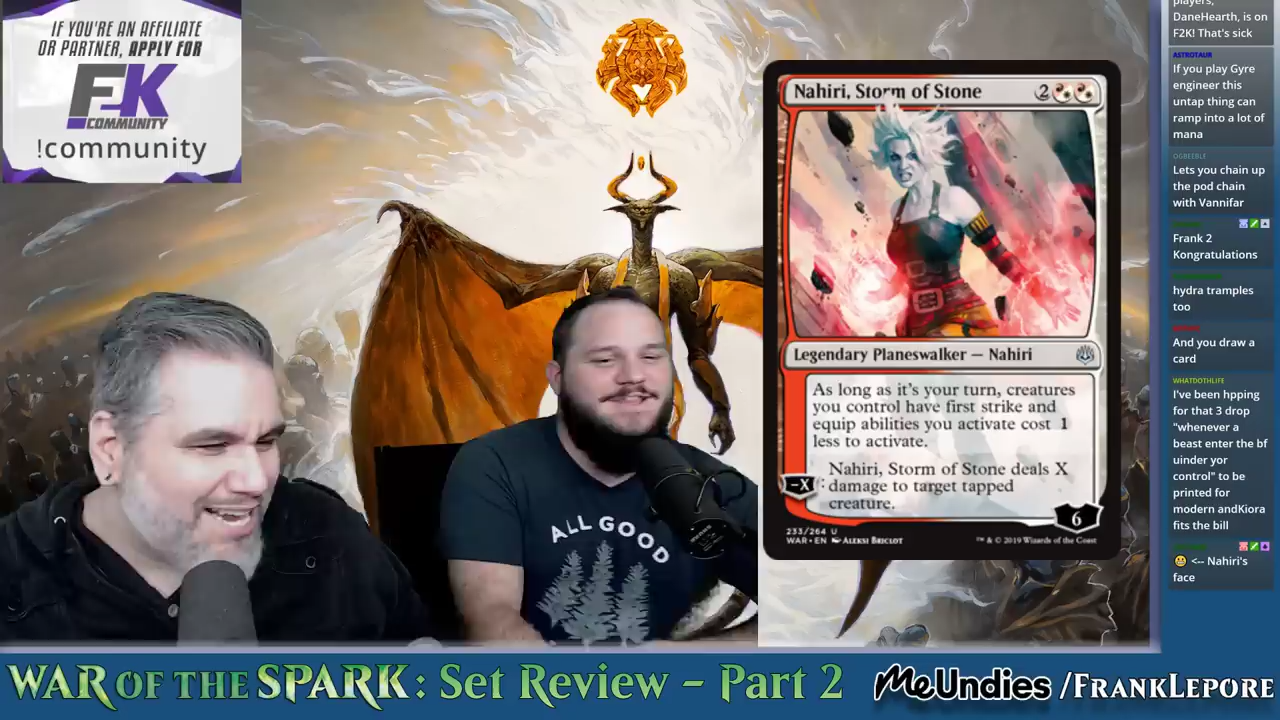 IF YOU'RE AN AFFILIATE
OR PARTNER, APPLY FOR
F2K
COMMUNITY
!community
Nahiri, Storm of Stone
2
Legendary Planeswalker — Nahiri
As long as it's your turn, creatures
you control have first strike and
equip abilities you activate cost 1
less to activate.
-X: Nahiri, Storm of Stone deals X
damage to target tapped
creature.
6
233/264 U
WAR • EN ALEKSI BRICLOT
™ & © 2019 Wizards of the Coast
ALL GOOD
players,
DaneHearth, is on
F2K! That's sick
ASTROTAUR
If you play Gyre
engineer this
untap thing can
ramp into a lot of
mana
OGBEEBLE
Lets you chain up
the pod chain
with Vannifar
Frank 2
Kongratulations
hydra tramples
too
And you draw a
card
WHATDOTHLIFE
I've been hpping
for that 3 drop
"whenever a
beast enter the bf
uinder yor
control" to be
printed for
modern andKiora
fits the bill
<-- Nahiri's
face
WAR OF THE SPARK: Set Review - Part 2
MeUndies /FRANKLEPORE